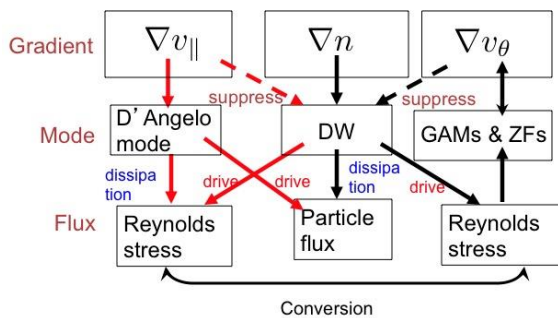 Gradient
∇v∥
∇n
∇vθ
suppress
suppress
Mode
D' Angelo
mode
DW
GAMs & ZFs
dissipa
tion
drive
drive
dissipa
tion
drive
Flux
Reynolds
stress
Particle
flux
Reynolds
stress
Conversion